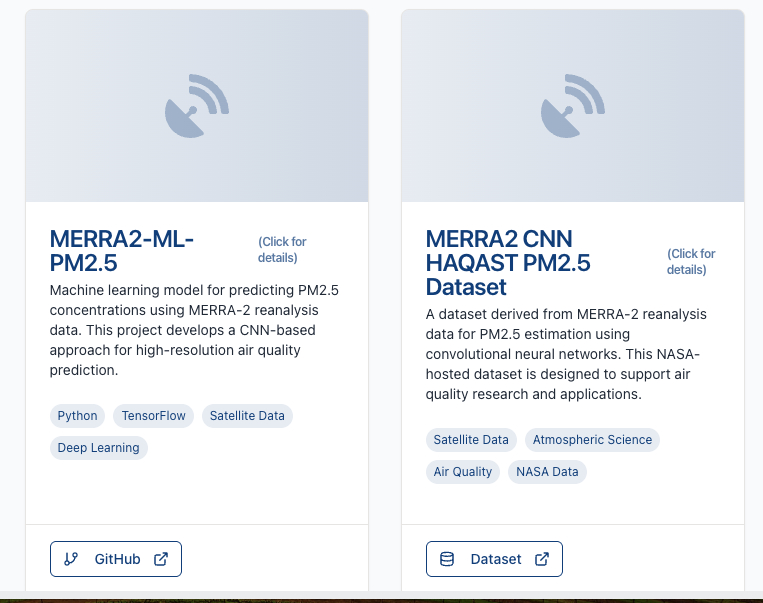 MERRA2-ML-
PM2.5
(Click for
details)
Machine learning model for predicting PM2.5
concentrations using MERRA-2 reanalysis
data. This project develops a CNN-based
approach for high-resolution air quality
prediction.
Python
TensorFlow
Satellite Data
Deep Learning
GitHub
MERRA2 CNN
HAQAST PM2.5
Dataset
(Click for
details)
A dataset derived from MERRA-2 reanalysis
data for PM2.5 estimation using
convolutional neural networks. This NASA-
hosted dataset is designed to support air
quality research and applications.
Satellite Data
Atmospheric Science
Air Quality
NASA Data
Dataset